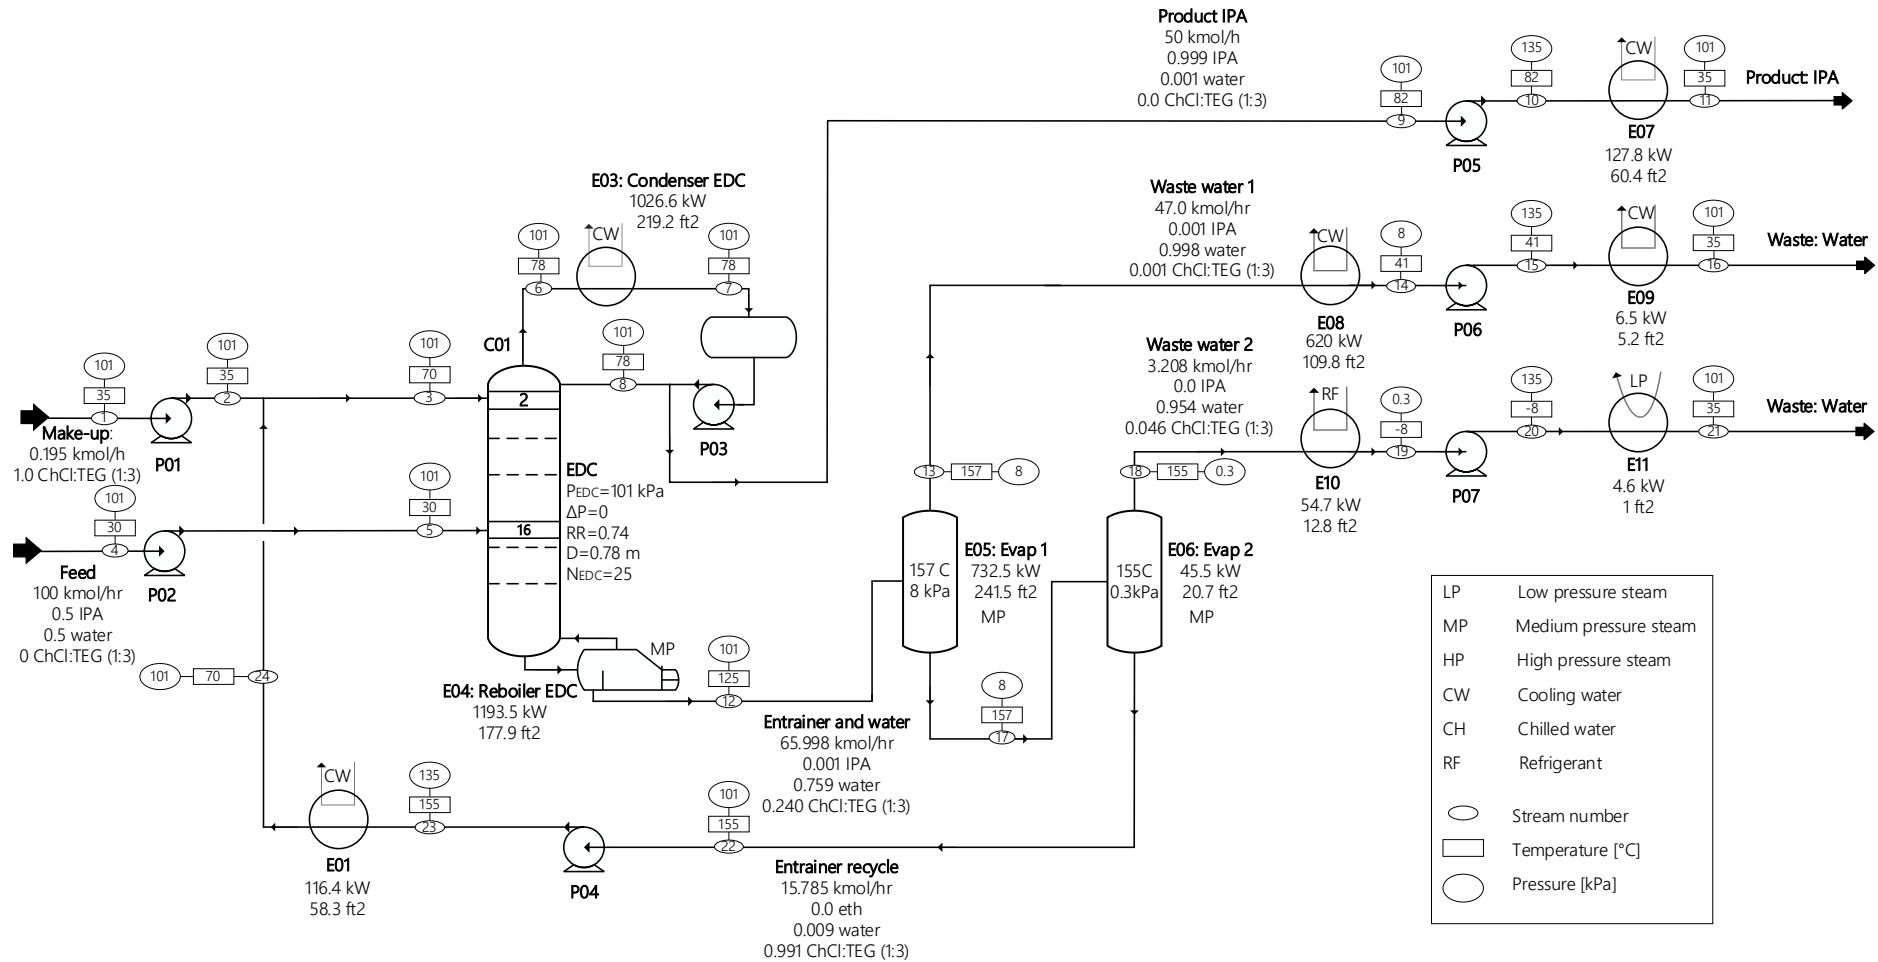 Product IPA
50 kmol/h
0.999 IPA
0.001 water
0.0 ChCl:TEG (1:3)
101
82
9
P05
135
82
10
CW
E07
127.8 kW
60.4 ft2
101
35
11
Product: IPA
E03: Condenser EDC
1026.6 kW
219.2 ft2
CW
101
78
6
101
78
7
101
78
8
P03
C01
2
16
EDC
PEDC=101 kPa
ΔP=0
RR=0.74
D=0.78 m
NEDC=25
Waste water 1
47.0 kmol/hr
0.001 IPA
0.998 water
0.001 ChCl:TEG (1:3)
CW
E08
620 kW
109.8 ft2
8
41
14
P06
135
41
15
CW
E09
6.5 kW
5.2 ft2
101
35
16
Waste: Water
Waste water 2
3.208 kmol/hr
0.0 IPA
0.954 water
0.046 ChCl:TEG (1:3)
RF
E10
54.7 kW
12.8 ft2
0.3
-8
19
P07
135
-8
20
LP
E11
4.6 kW
1 ft2
101
35
21
Waste: Water
101
35
1
Make-up:
0.195 kmol/h
1.0 ChCl:TEG (1:3)
P01
101
35
2
101
70
3
101
30
4
Feed
100 kmol/hr
0.5 IPA
0.5 water
0 ChCl:TEG (1:3)
P02
101
30
5
101
70
24
13
157
8
157 C
8 kPa
E05: Evap 1
732.5 kW
241.5 ft2
MP
18
155
0.3
155C
0.3kPa
E06: Evap 2
45.5 kW
20.7 ft2
MP
MP
E04: Reboiler EDC
1193.5 kW
177.9 ft2
101
125
12
Entrainer and water
65.998 kmol/hr
0.001 IPA
0.759 water
0.240 ChCl:TEG (1:3)
8
157
17
CW
E01
116.4 kW
58.3 ft2
135
155
23
P04
101
155
22
Entrainer recycle
15.785 kmol/hr
0.0 eth
0.009 water
0.991 ChCl:TEG (1:3)
LP Low pressure steam
MP Medium pressure steam
HP High pressure steam
CW Cooling water
CH Chilled water
RF Refrigerant
Stream number
Temperature [°C]
Pressure [kPa]